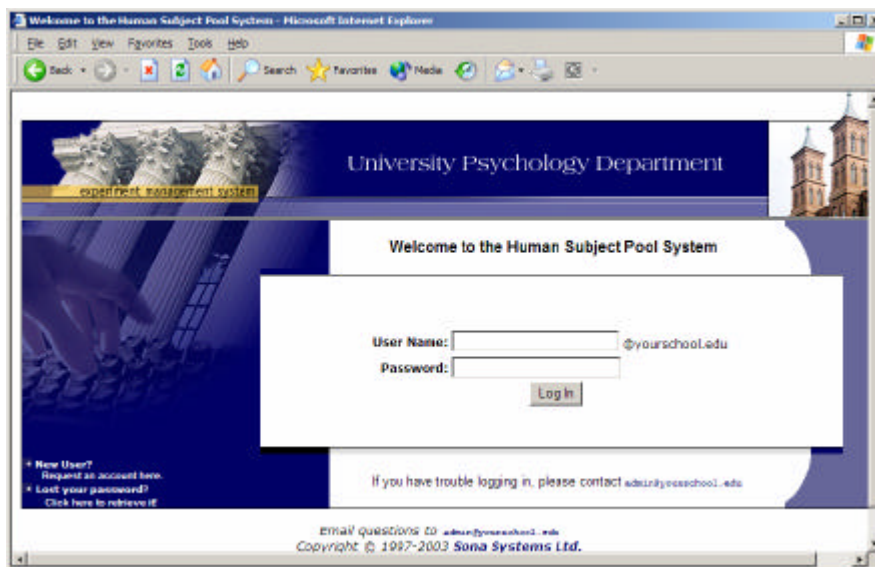 Welcome to the Human Subject Pool System - Microsoft Internet Explorer
File Edit View Favorites Tools Help
Back Search Favorites Media
University Psychology Department
experiment management system
Welcome to the Human Subject Pool System
User Name: @yourschool.edu
Password:
Log In
New User?
Request an account here.
Lost your password?
Click here to retrieve it!
If you have trouble logging in, please contact admin@yourschool.edu
Email questions to admin@yourschool.edu
Copyright © 1997-2003 Sona Systems Ltd.